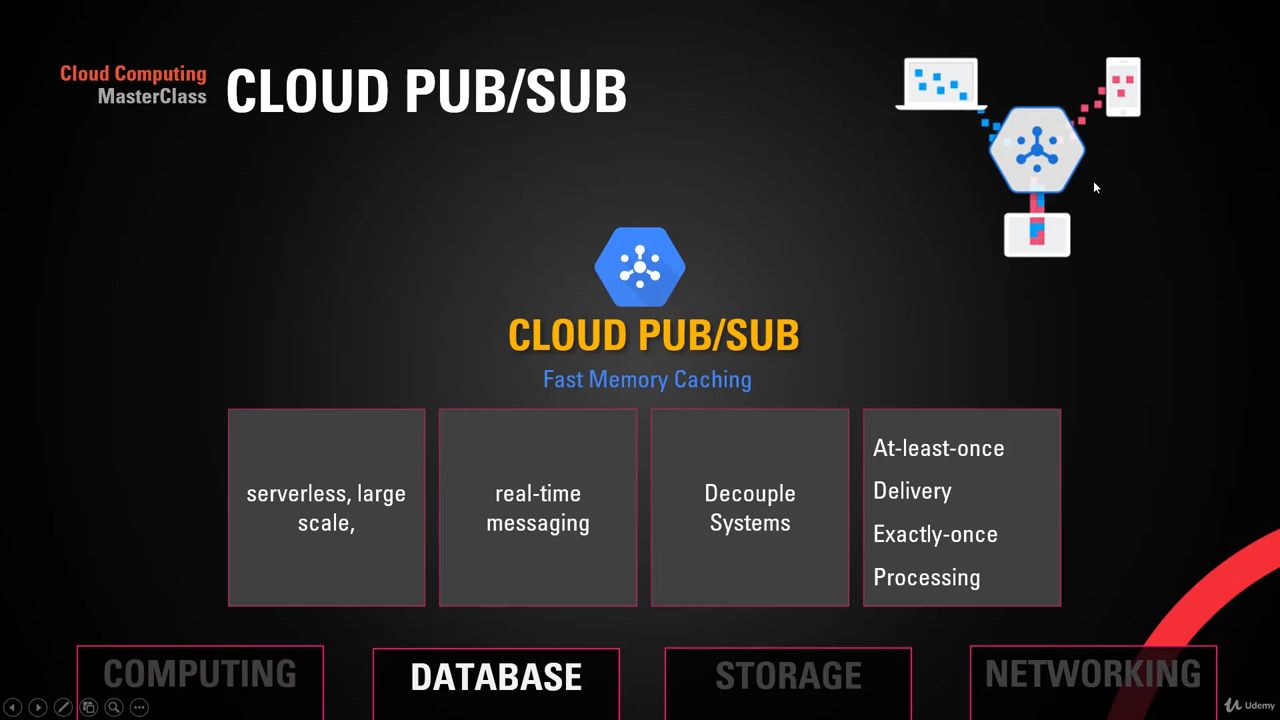 Cloud Computing
MasterClass
CLOUD PUB/SUB
CLOUD PUB/SUB
Fast Memory Caching
serverless, large
scale,
real-time
messaging
Decouple
Systems
At-least-once
Delivery
Exactly-once
Processing
COMPUTING
DATABASE
STORAGE
NETWORKING
Udemy